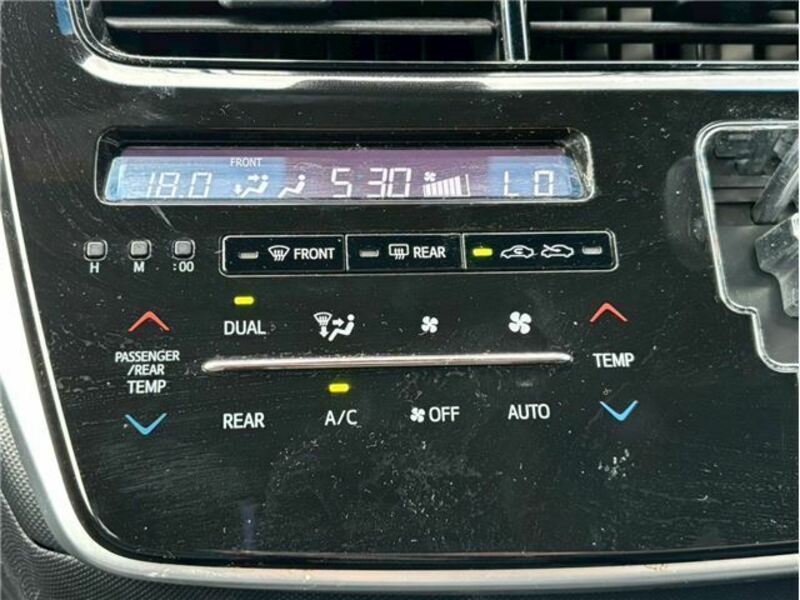 FRONT
18.0 5 30 LO
FRONT REAR
H M :00
DUAL
PASSENGER
/REAR
TEMP
TEMP
REAR A/C OFF AUTO